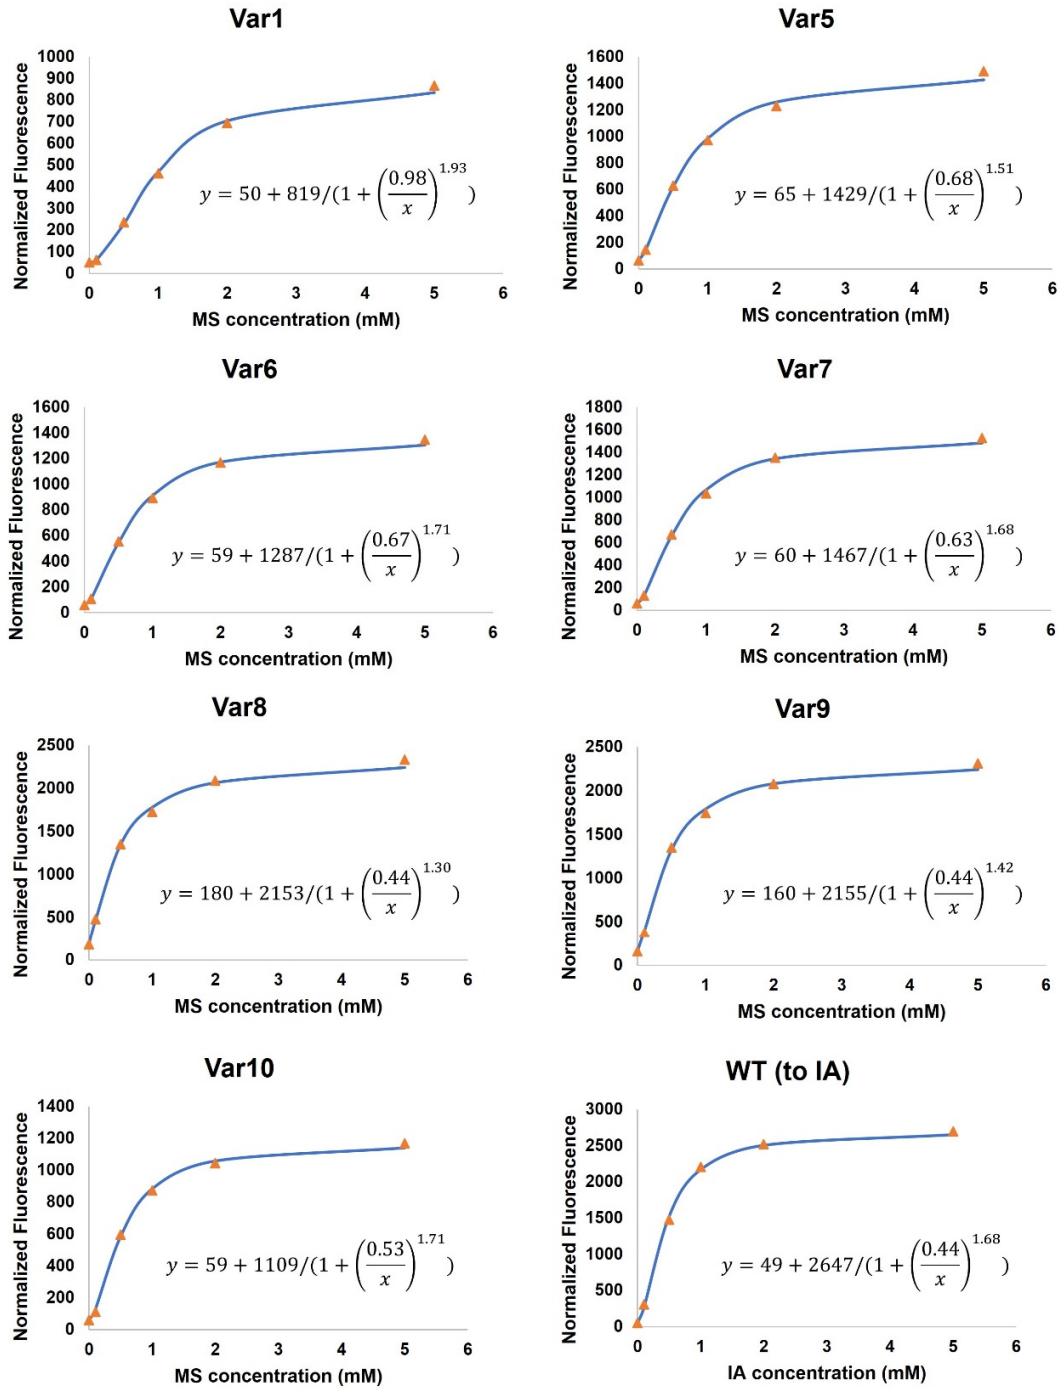 Var1
Normalized Fluorescence
1000
900
800
700
600
500
400
300
200
100
0
y = 50 + 819/(1 + (0.98/x)^1.93)
0 1 2 3 4 5 6
MS concentration (mM)
Var5
Normalized Fluorescence
1600
1400
1200
1000
800
600
400
200
0
y = 65 + 1429/(1 + (0.68/x)^1.51)
0 1 2 3 4 5 6
MS concentration (mM)
Var6
Normalized Fluorescence
1600
1400
1200
1000
800
600
400
200
0
y = 59 + 1287/(1 + (0.67/x)^1.71)
0 1 2 3 4 5 6
MS concentration (mM)
Var7
Normalized Fluorescence
1800
1600
1400
1200
1000
800
600
400
200
0
y = 60 + 1467/(1 + (0.63/x)^1.68)
0 1 2 3 4 5 6
MS concentration (mM)
Var8
Normalized Fluorescence
2500
2000
1500
1000
500
0
y = 180 + 2153/(1 + (0.44/x)^1.30)
0 1 2 3 4 5 6
MS concentration (mM)
Var9
Normalized Fluorescence
2500
2000
1500
1000
500
0
y = 160 + 2155/(1 + (0.44/x)^1.42)
0 1 2 3 4 5 6
MS concentration (mM)
Var10
Normalized Fluorescence
1400
1200
1000
800
600
400
200
0
y = 59 + 1109/(1 + (0.53/x)^1.71)
0 1 2 3 4 5 6
MS concentration (mM)
WT (to IA)
Normalized Fluorescence
3000
2500
2000
1500
1000
500
0
y = 49 + 2647/(1 + (0.44/x)^1.68)
0 1 2 3 4 5 6
IA concentration (mM)